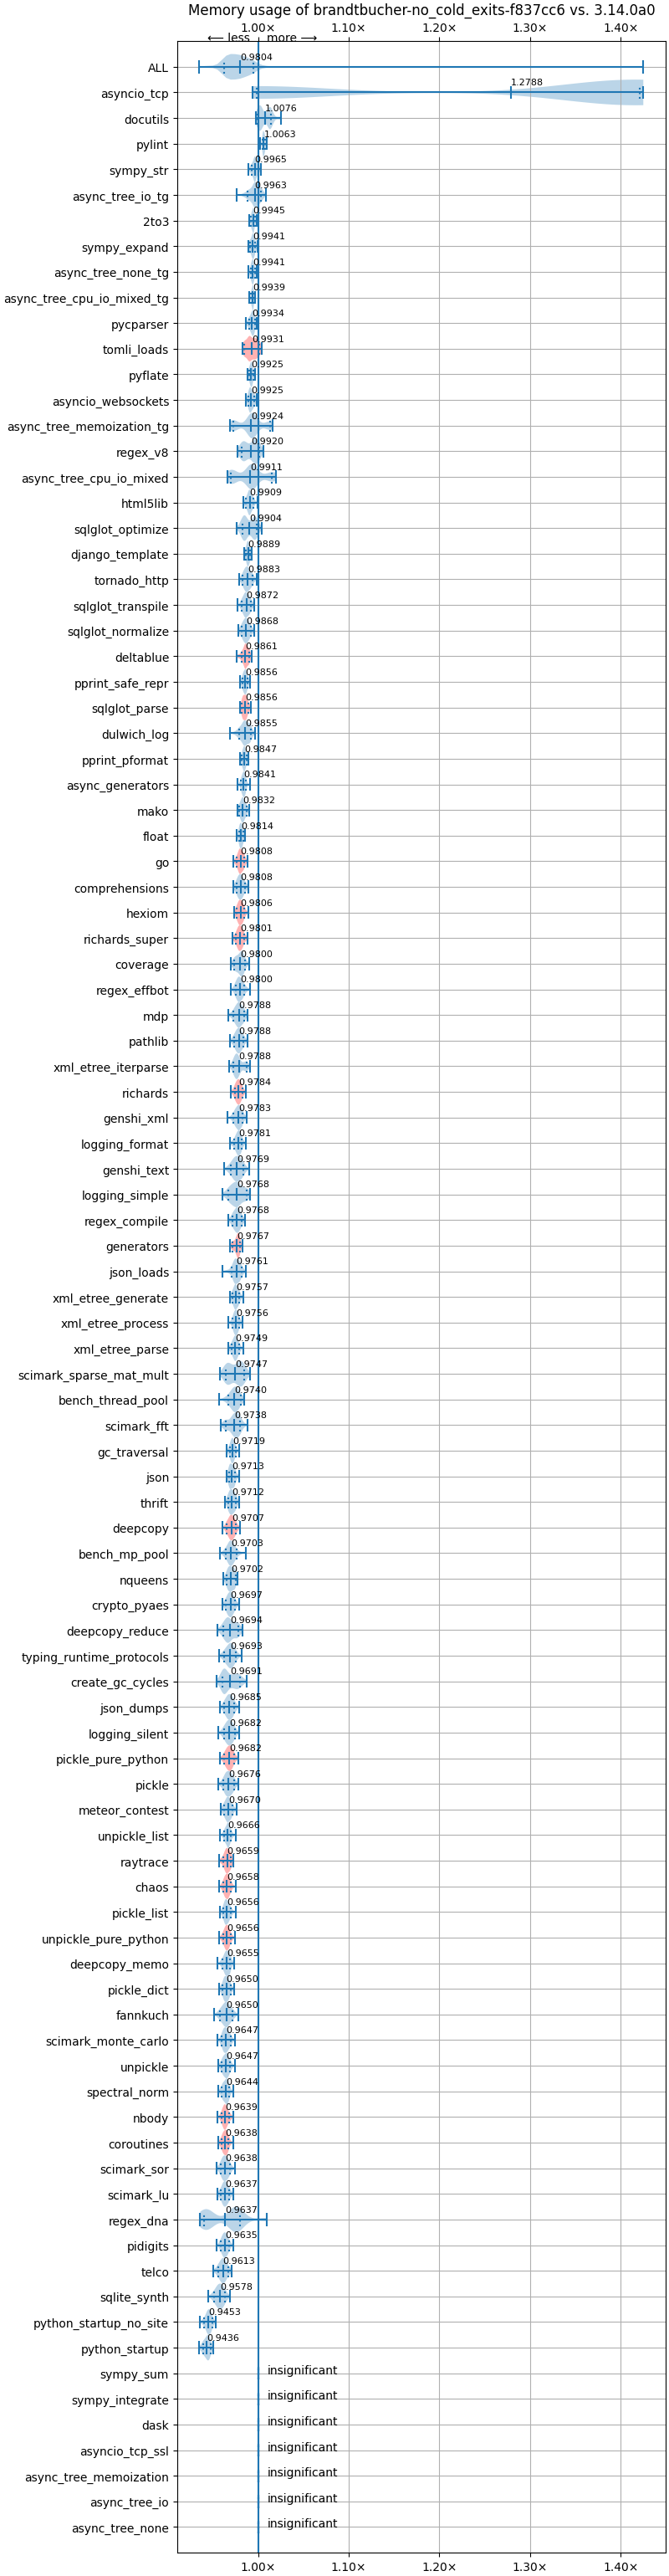 Memory usage of brandtbucher-no_cold_exits-f837cc6 vs. 3.14.0a0
1.00× 1.10× 1.20× 1.30× 1.40×
⟵ less more ⟶
ALL 0.9804
asyncio_tcp 1.2788
docutils 1.0076
pylint 1.0063
sympy_str 0.9965
async_tree_io_tg 0.9963
2to3 0.9945
sympy_expand 0.9941
async_tree_none_tg 0.9941
async_tree_cpu_io_mixed_tg 0.9939
pycparser 0.9934
tomli_loads 0.9931
pyflate 0.9925
asyncio_websockets 0.9925
async_tree_memoization_tg 0.9924
regex_v8 0.9920
async_tree_cpu_io_mixed 0.9911
html5lib 0.9909
sqlglot_optimize 0.9904
django_template 0.9889
tornado_http 0.9883
sqlglot_transpile 0.9872
sqlglot_normalize 0.9868
deltablue 0.9861
pprint_safe_repr 0.9856
sqlglot_parse 0.9856
dulwich_log 0.9855
pprint_pformat 0.9847
async_generators 0.9841
mako 0.9832
float 0.9814
go 0.9808
comprehensions 0.9808
hexiom 0.9806
richards_super 0.9801
coverage 0.9800
regex_effbot 0.9800
mdp 0.9788
pathlib 0.9788
xml_etree_iterparse 0.9788
richards 0.9784
genshi_xml 0.9783
logging_format 0.9781
genshi_text 0.9769
logging_simple 0.9768
regex_compile 0.9768
generators 0.9767
json_loads 0.9761
xml_etree_generate 0.9757
xml_etree_process 0.9756
xml_etree_parse 0.9749
scimark_sparse_mat_mult 0.9747
bench_thread_pool 0.9740
scimark_fft 0.9738
gc_traversal 0.9719
json 0.9713
thrift 0.9712
deepcopy 0.9707
bench_mp_pool 0.9703
nqueens 0.9702
crypto_pyaes 0.9697
deepcopy_reduce 0.9694
typing_runtime_protocols 0.9693
create_gc_cycles 0.9691
json_dumps 0.9685
logging_silent 0.9682
pickle_pure_python 0.9682
pickle 0.9676
meteor_contest 0.9670
unpickle_list 0.9666
raytrace 0.9659
chaos 0.9658
pickle_list 0.9656
unpickle_pure_python 0.9656
deepcopy_memo 0.9655
pickle_dict 0.9650
fannkuch 0.9650
scimark_monte_carlo 0.9647
unpickle 0.9647
spectral_norm 0.9644
nbody 0.9639
coroutines 0.9638
scimark_sor 0.9638
scimark_lu 0.9637
regex_dna 0.9637
pidigits 0.9635
telco 0.9613
sqlite_synth 0.9578
python_startup_no_site 0.9453
python_startup 0.9436
sympy_sum insignificant
sympy_integrate insignificant
dask insignificant
asyncio_tcp_ssl insignificant
async_tree_memoization insignificant
async_tree_io insignificant
async_tree_none insignificant
1.00× 1.10× 1.20× 1.30× 1.40×